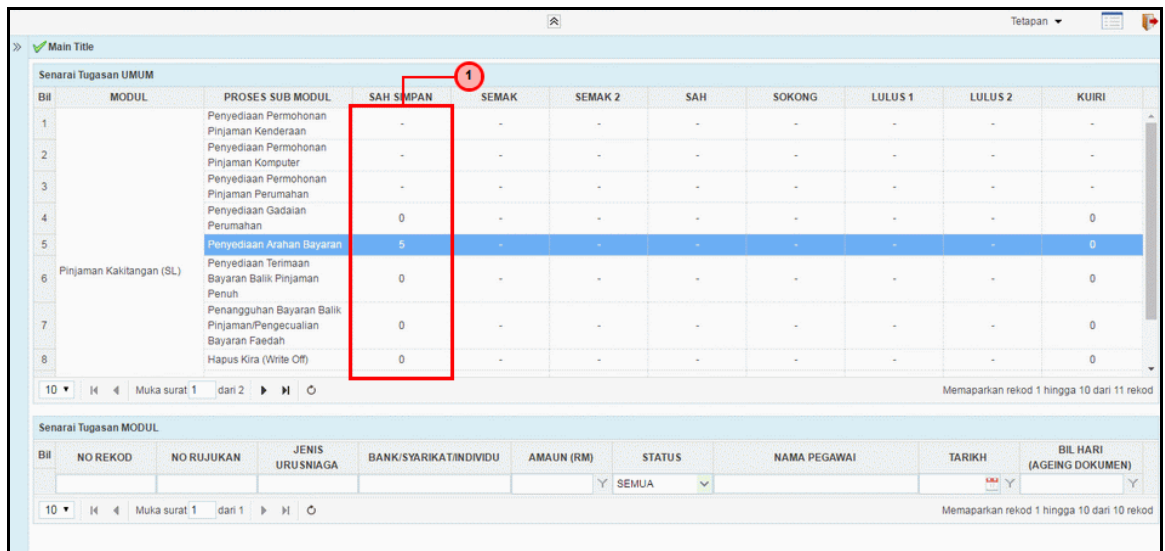 Tetapan
Main Title
Senarai Tugasan UMUM
1
Bil MODUL PROSES SUB MODUL SAH SIMPAN SEMAK SEMAK 2 SAH SOKONG LULUS 1 LULUS 2 KUIRI
1 Penyediaan Permohonan
Pinjaman Kenderaan - - - - - - - -
2 Penyediaan Permohonan
Pinjaman Komputer - - - - - - - -
3 Penyediaan Permohonan
Pinjaman Perumahan - - - - - - - -
4 Penyediaan Gadaian
Perumahan 0 - - - - - - 0
5 Penyediaan Arahan Bayaran 5 - - - - - - 0
Pinjaman Kakitangan (SL)
6 Penyediaan Terimaan
Bayaran Balik Pinjaman
Penuh 0 - - - - - - 0
7 Penangguhan Bayaran Balik
Pinjaman/Pengecualian
Bayaran Faedah 0 - - - - - - 0
8 Hapus Kira (Write Off) 0 - - - - - - 0
10 Muka surat 1 dari 2 Memaparkan rekod 1 hingga 10 dari 11 rekod
Senarai Tugasan MODUL
Bil NO REKOD NO RUJUKAN JENIS
URUSNIAGA BANK/SYARIKAT/INDIVIDU AMAUN (RM) STATUS NAMA PEGAWAI TARIKH BIL HARI
(AGEING DOKUMEN)
SEMUA
10 Muka surat 1 dari 1 Memaparkan rekod 1 hingga 10 dari 10 rekod